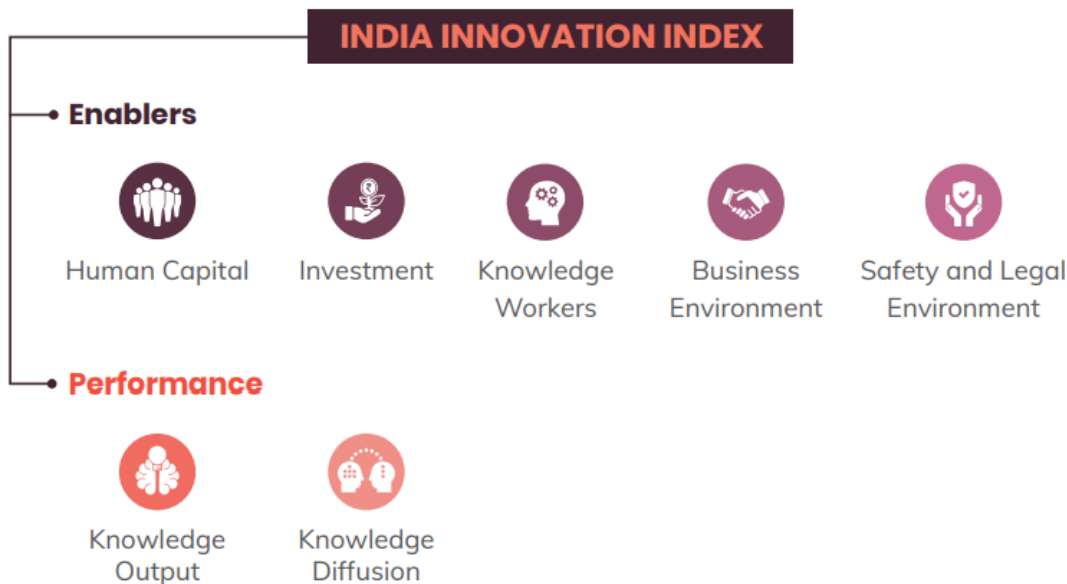 INDIA INNOVATION INDEX
Enablers
Human Capital
Investment
Knowledge
Workers
Business
Environment
Safety and Legal
Environment
Performance
Knowledge
Output
Knowledge
Diffusion